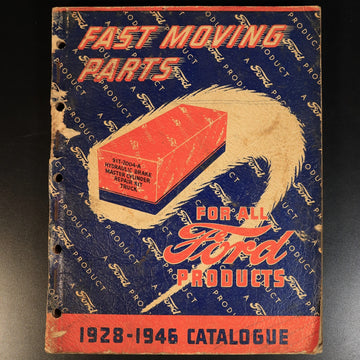 FAST MOVING
PARTS
91T-2004-A
HYDRAULIC BRAKE
MASTER CYLINDER
REPAIR KIT
TRUCK
FOR ALL
Ford
PRODUCTS
1928-1946 CATALOGUE